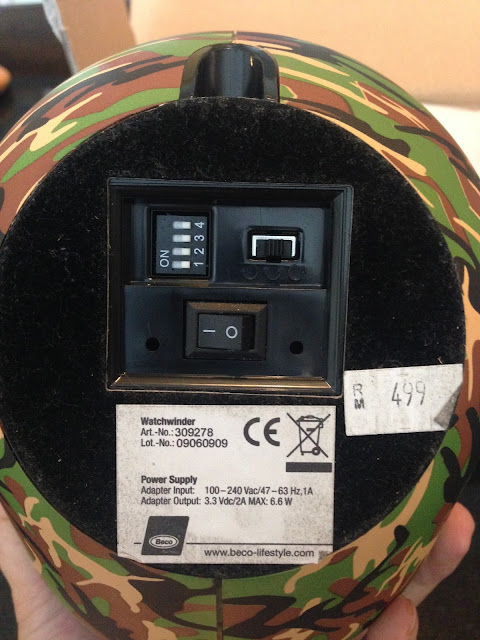 ON
1 2 3 4
I O
RM 499
Watchwinder
Art.-No.: 309278
Lot.-No.: 09060909
CE
Power Supply
Adapter Input: 100–240 Vac/47–63 Hz,1A
Adapter Output: 3.3 Vdc/2A MAX: 6.6 W
Beco
www.beco-lifestyle.com